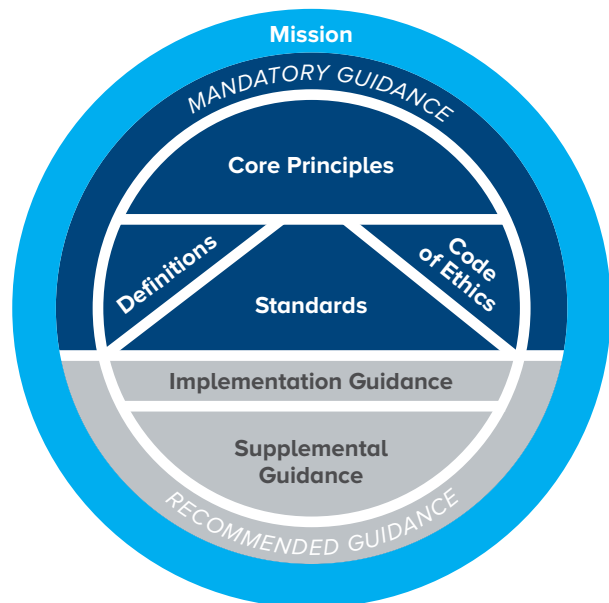 Mission
MANDATORY GUIDANCE
Core Principles
Definitions
Code
of Ethics
Standards
Implementation Guidance
Supplemental
Guidance
RECOMMENDED GUIDANCE